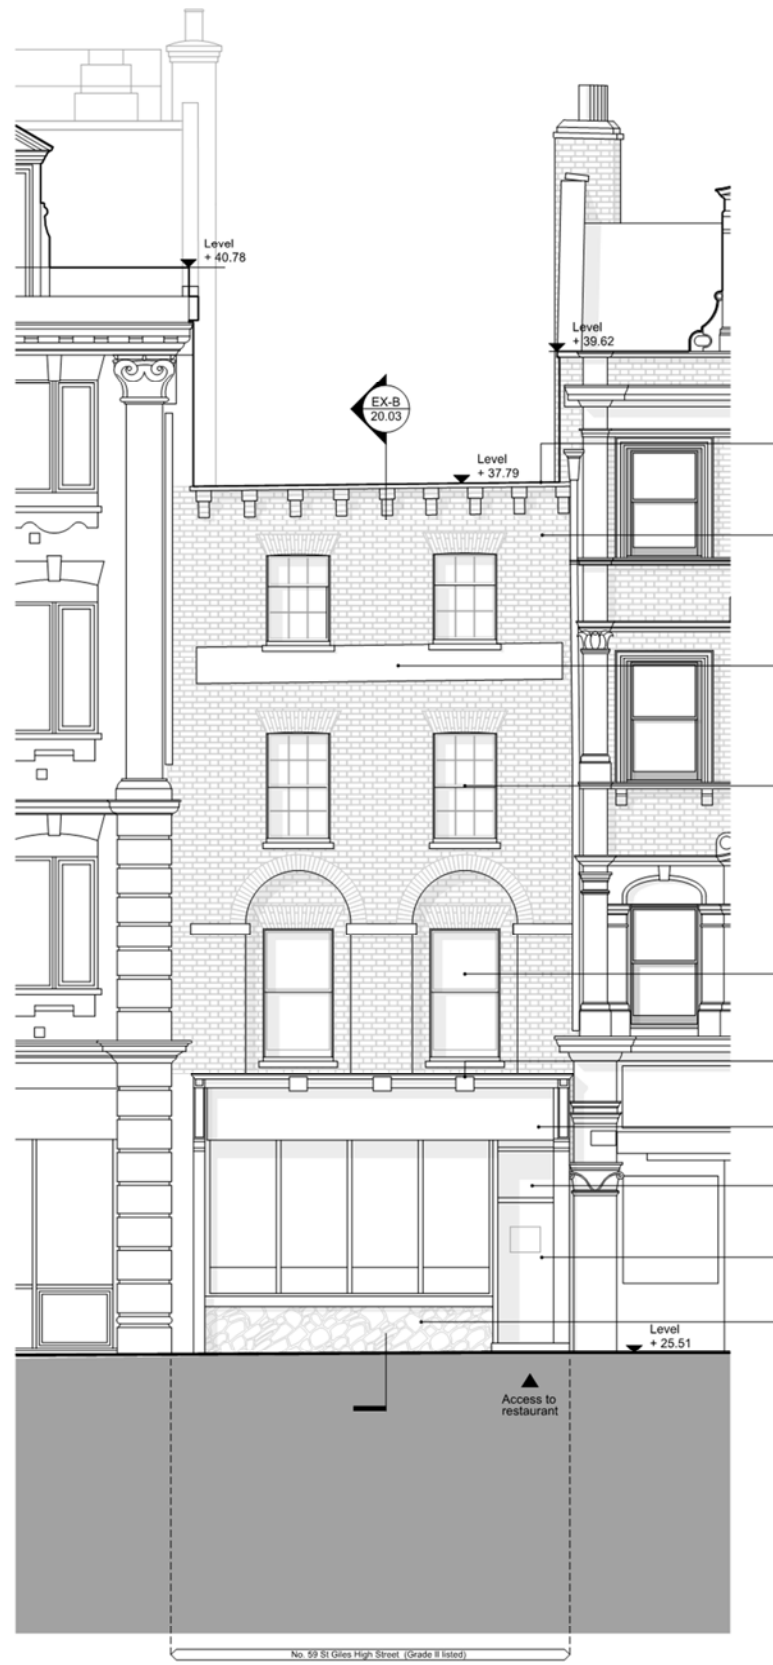 Level
+ 40.78
Level
+ 39.62
EX-B
20.03
Level
+ 37.79
Level
+ 25.51
Access to
restaurant
No. 59 St Giles High Street (Grade II listed)